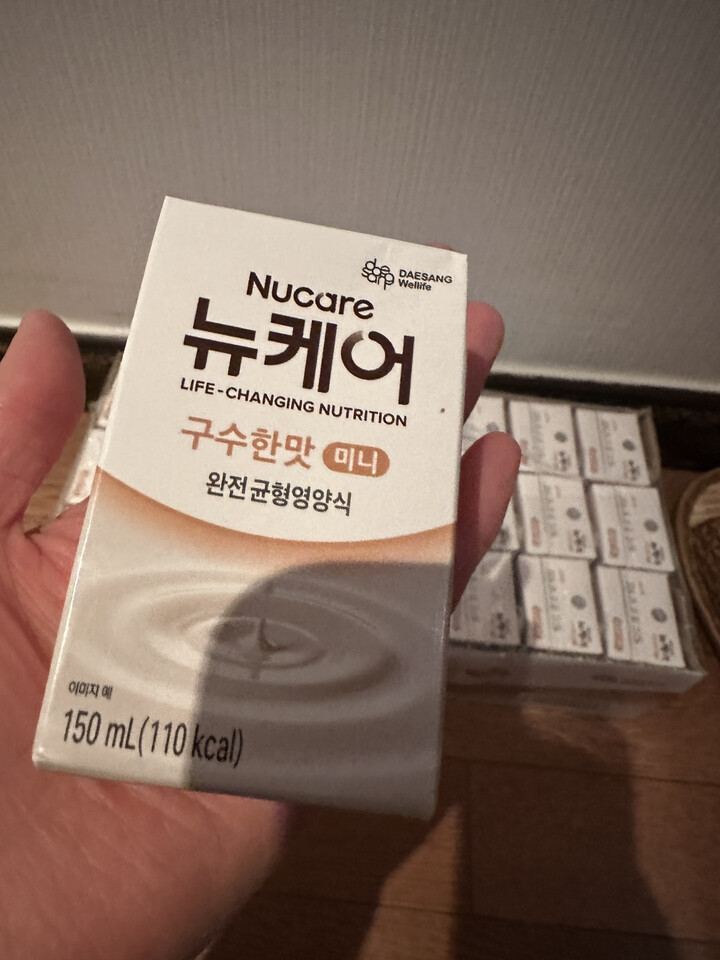 DAESANG
Wellife
Nucare
뉴케어
LIFE-CHANGING NUTRITION
구수한맛 미니
완전균형영양식
이미지 예
150 mL(110 kcal)